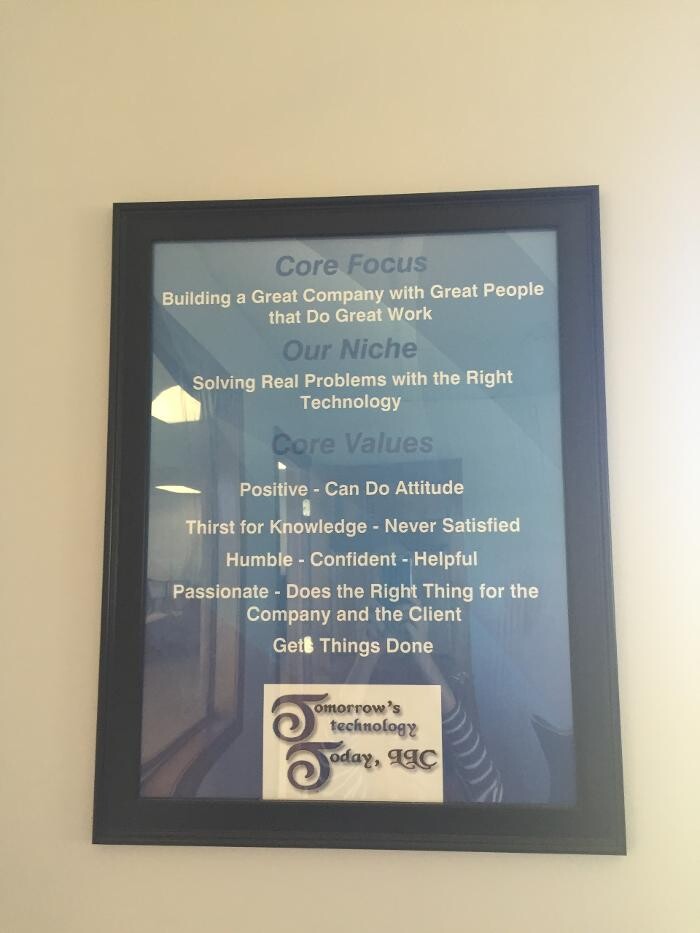 Core Focus
Building a Great Company with Great People
that Do Great Work
Our Niche
Solving Real Problems with the Right
Technology
Core Values
Positive - Can Do Attitude
Thirst for Knowledge - Never Satisfied
Humble - Confident - Helpful
Passionate - Does the Right Thing for the
Company and the Client
Gets Things Done
Tomorrow's
technology
Today, LLC